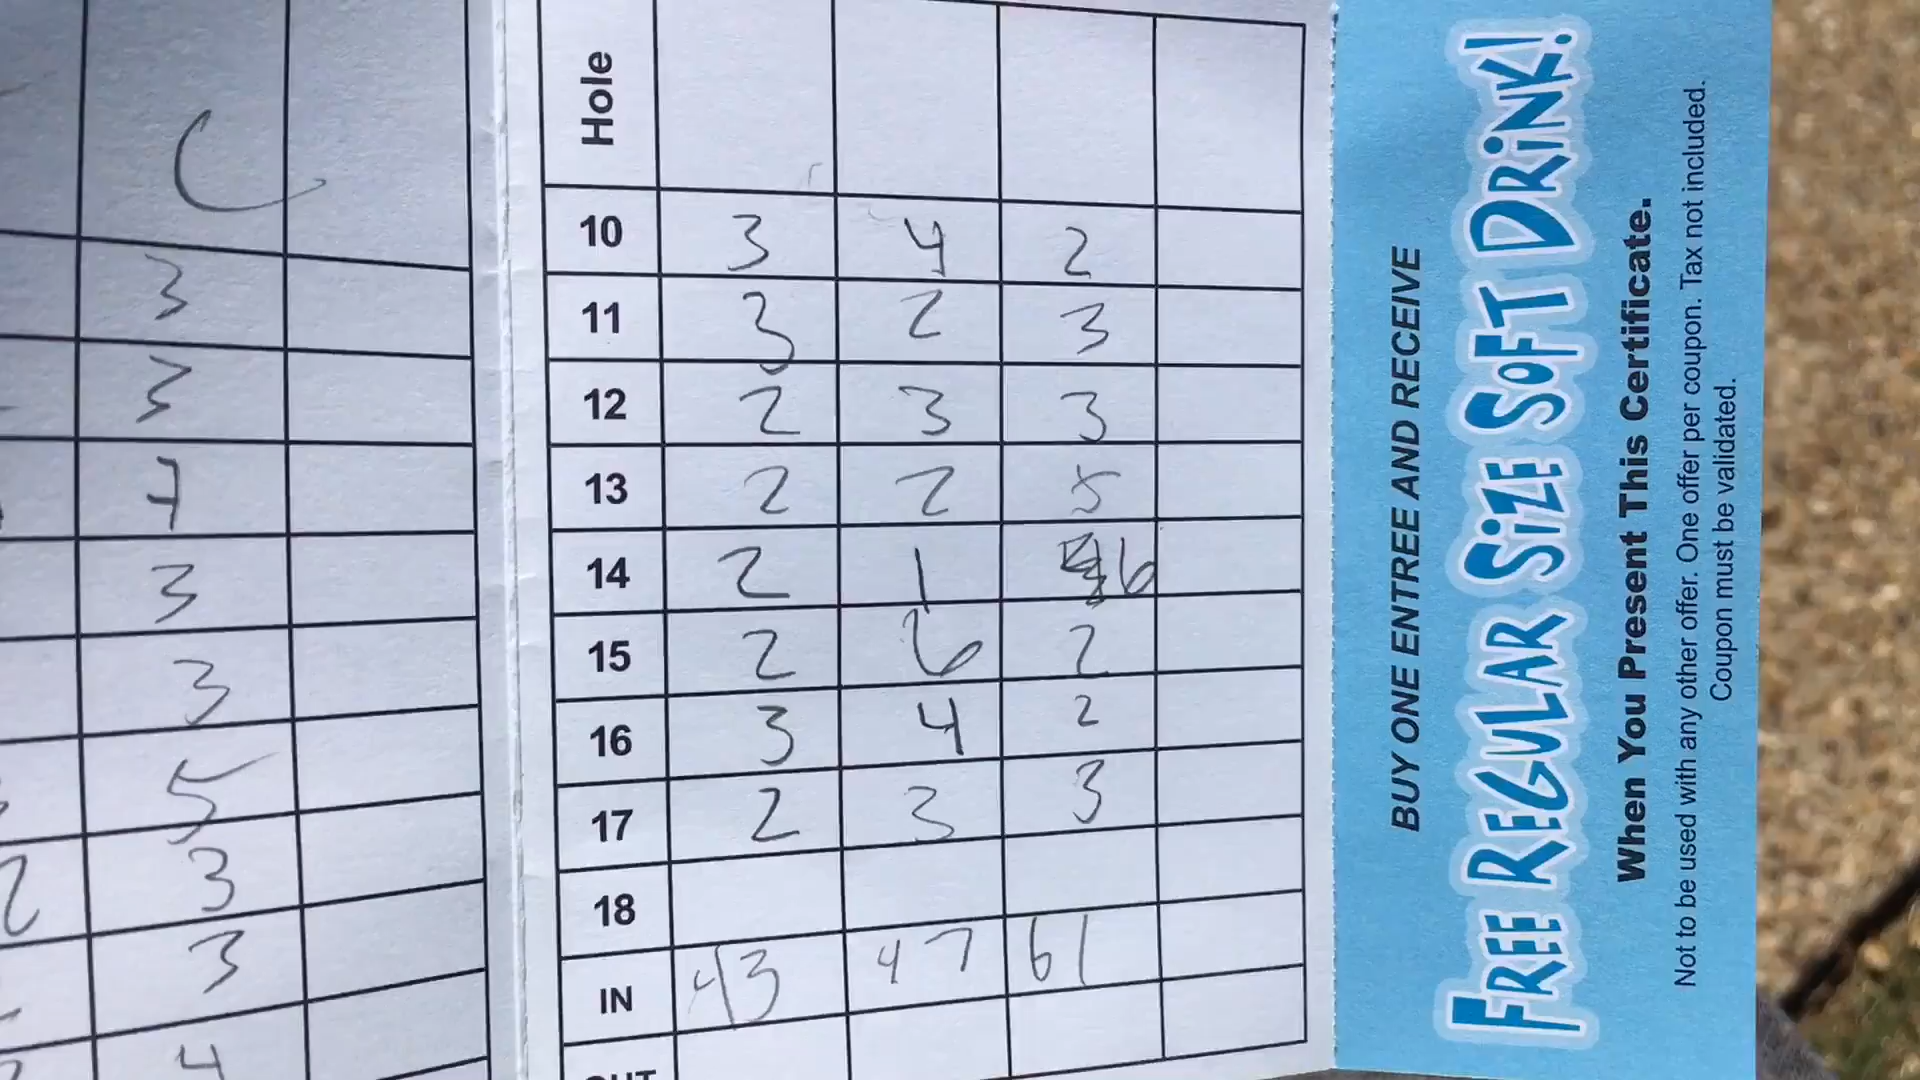 C
3
3
4
3
3
5
2 3
3
4
Hole
10 3 4 2
11 3 2 3
12 2 3 3
13 2 2 5
14 2 1 6
15 2 6 2
16 3 4 2
17 2 3 3
18
IN 43 47 61
OUT
BUY ONE ENTREE AND RECEIVE
FREE REGULAR SIZE SOFT DRINK!
When You Present This Certificate.
Not to be used with any other offer. One offer per coupon. Tax not included.
Coupon must be validated.